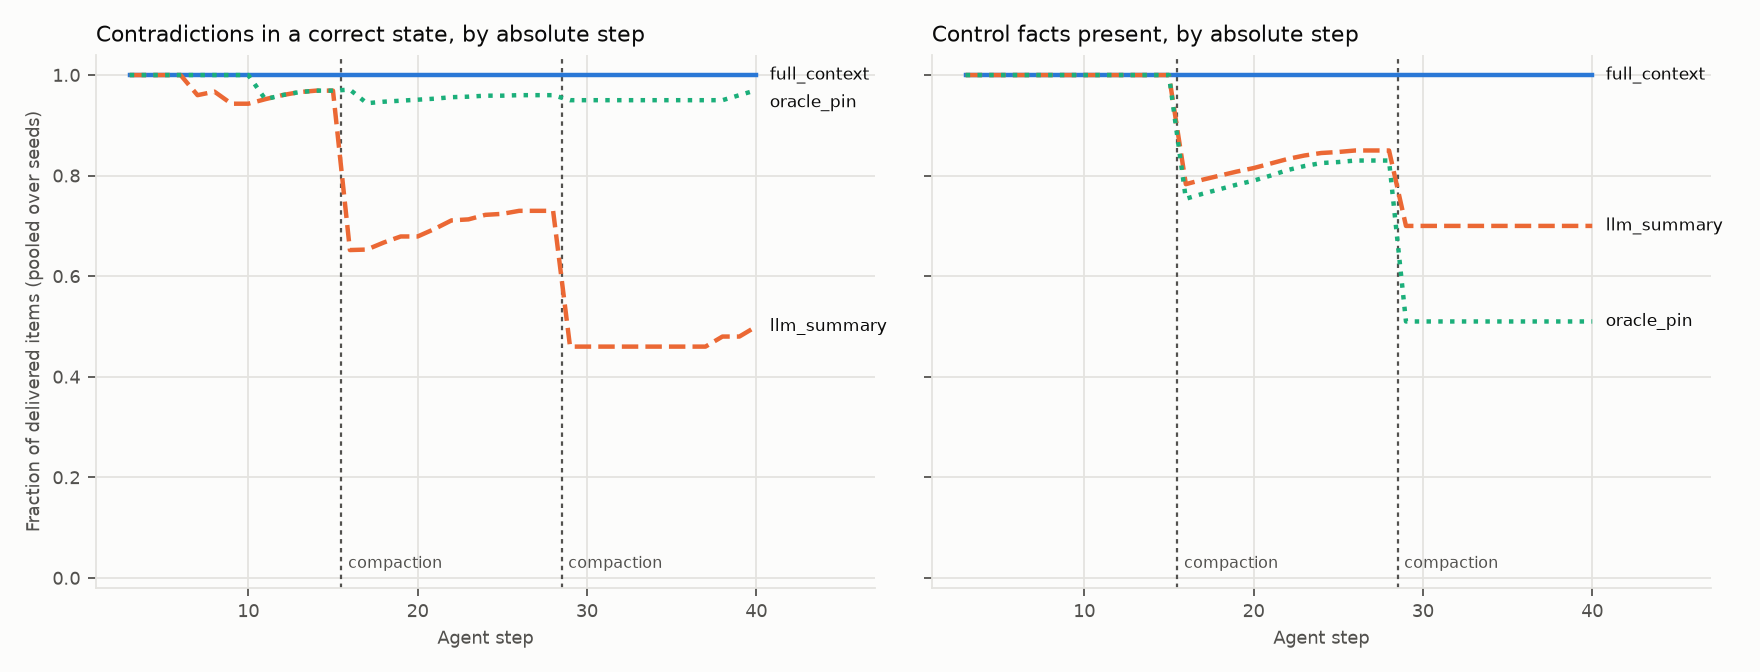 Contradictions in a correct state, by absolute step
Fraction of delivered items (pooled over seeds)
1.0
0.8
0.6
0.4
0.2
0.0
full_context
oracle_pin
llm_summary
compaction
compaction
10
20
30
40
Agent step
Control facts present, by absolute step
full_context
llm_summary
oracle_pin
compaction
compaction
10
20
30
40
Agent step